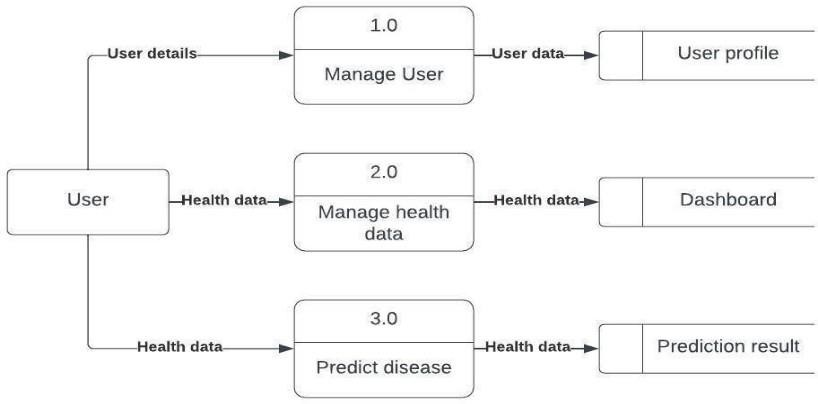 1.0
User details
Manage User
User data
User profile
User
Health data
2.0
Manage health
data
Health data
Dashboard
Health data
3.0
Predict disease
Health data
Prediction result